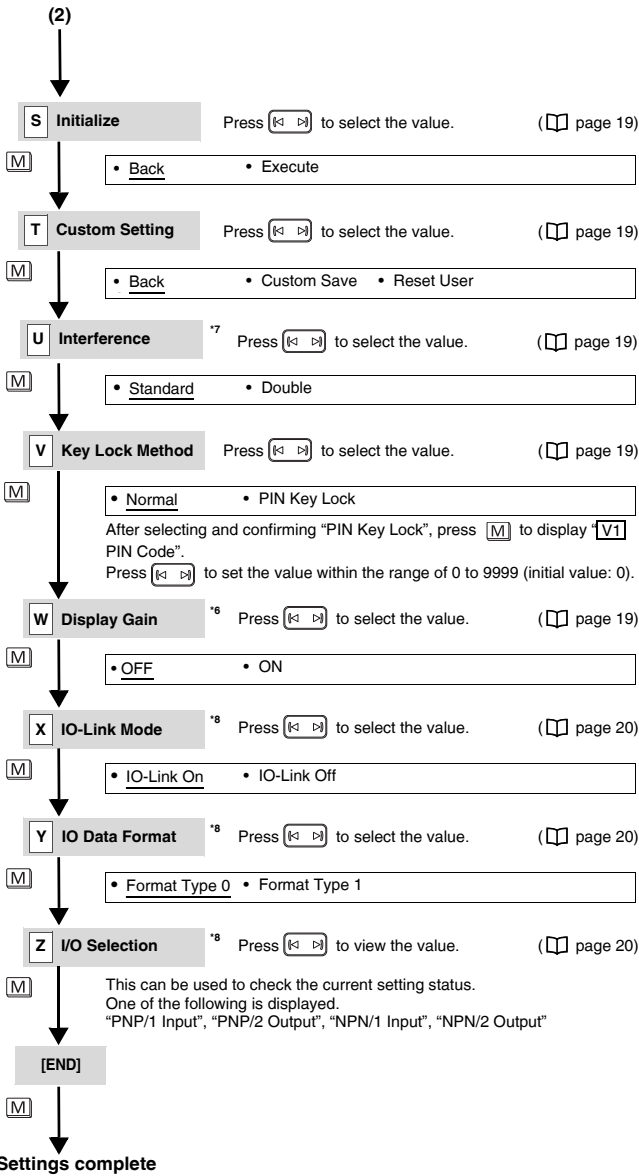 (2)
S Initialize Press to select the value. ( page 19)
M
• Back • Execute
T Custom Setting Press to select the value. ( page 19)
M
• Back • Custom Save • Reset User
U Interference *7 Press to select the value. ( page 19)
M
• Standard • Double
V Key Lock Method Press to select the value. ( page 19)
M
• Normal • PIN Key Lock
After selecting and confirming “PIN Key Lock”, press M to display “V1
PIN Code”.
Press to set the value within the range of 0 to 9999 (initial value: 0).
W Display Gain *6 Press to select the value. ( page 19)
M
• OFF • ON
X IO-Link Mode *8 Press to select the value. ( page 20)
M
• IO-Link On • IO-Link Off
Y IO Data Format *8 Press to select the value. ( page 20)
M
• Format Type 0 • Format Type 1
Z I/O Selection *8 Press to view the value. ( page 20)
M
This can be used to check the current setting status.
One of the following is displayed.
“PNP/1 Input”, “PNP/2 Output”, “NPN/1 Input”, “NPN/2 Output”
[END]
M
Settings complete